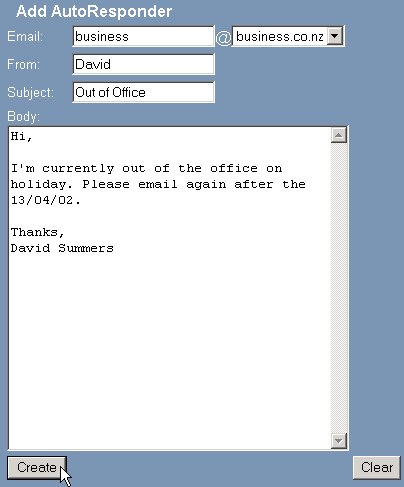 Add AutoResponder
Email: business @ business.co.nz
From: David
Subject: Out of Office
Body:
Hi,
I'm currently out of the office on
holiday. Please email again after the
13/04/02.
Thanks,
David Summers
Create Clear